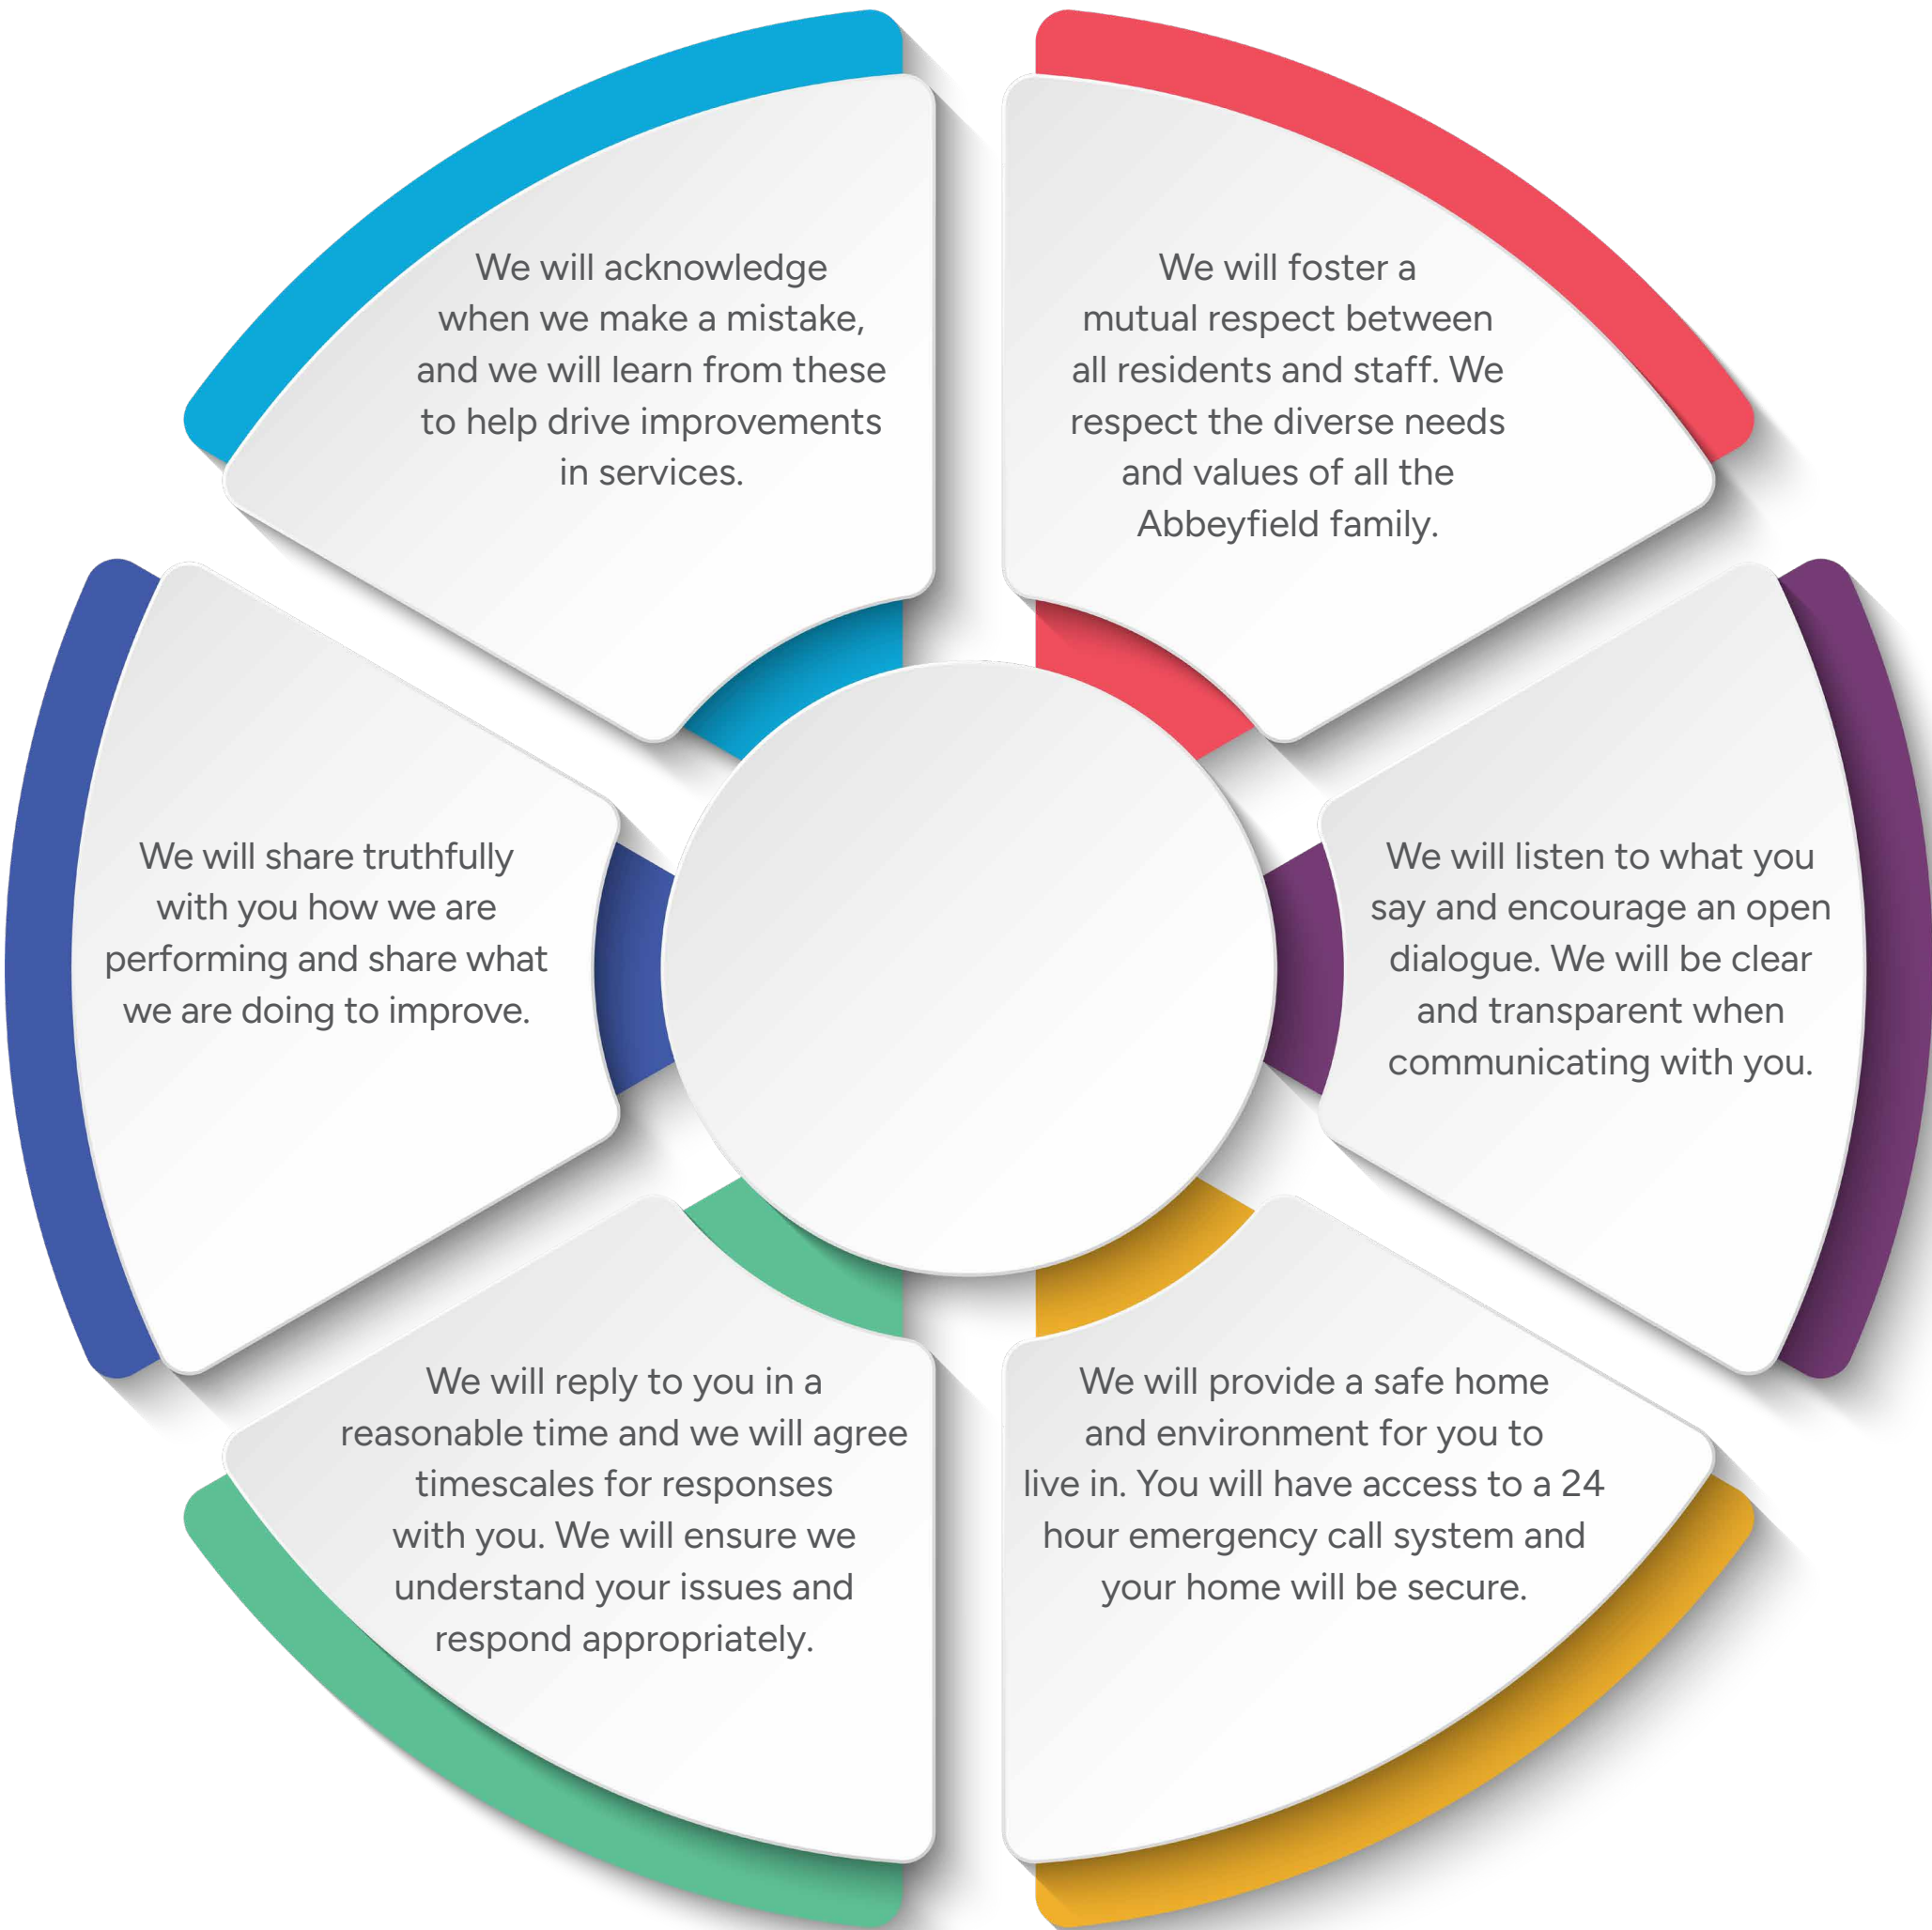 We will acknowledge
when we make a mistake,
and we will learn from these
to help drive improvements
in services.
We will foster a
mutual respect between
all residents and staff. We
respect the diverse needs
and values of all the
Abbeyfield family.
We will share truthfully
with you how we are
performing and share what
we are doing to improve.
We will listen to what you
say and encourage an open
dialogue. We will be clear
and transparent when
communicating with you.
We will reply to you in a
reasonable time and we will agree
timescales for responses
with you. We will ensure we
understand your issues and
respond appropriately.
We will provide a safe home
and environment for you to
live in. You will have access to a 24
hour emergency call system and
your home will be secure.